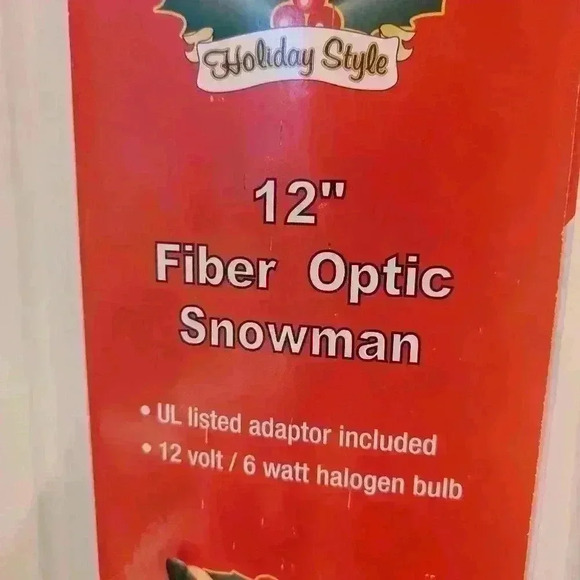 Holiday Style
12"
Fiber Optic
Snowman
• UL listed adaptor included
• 12 volt / 6 watt halogen bulb